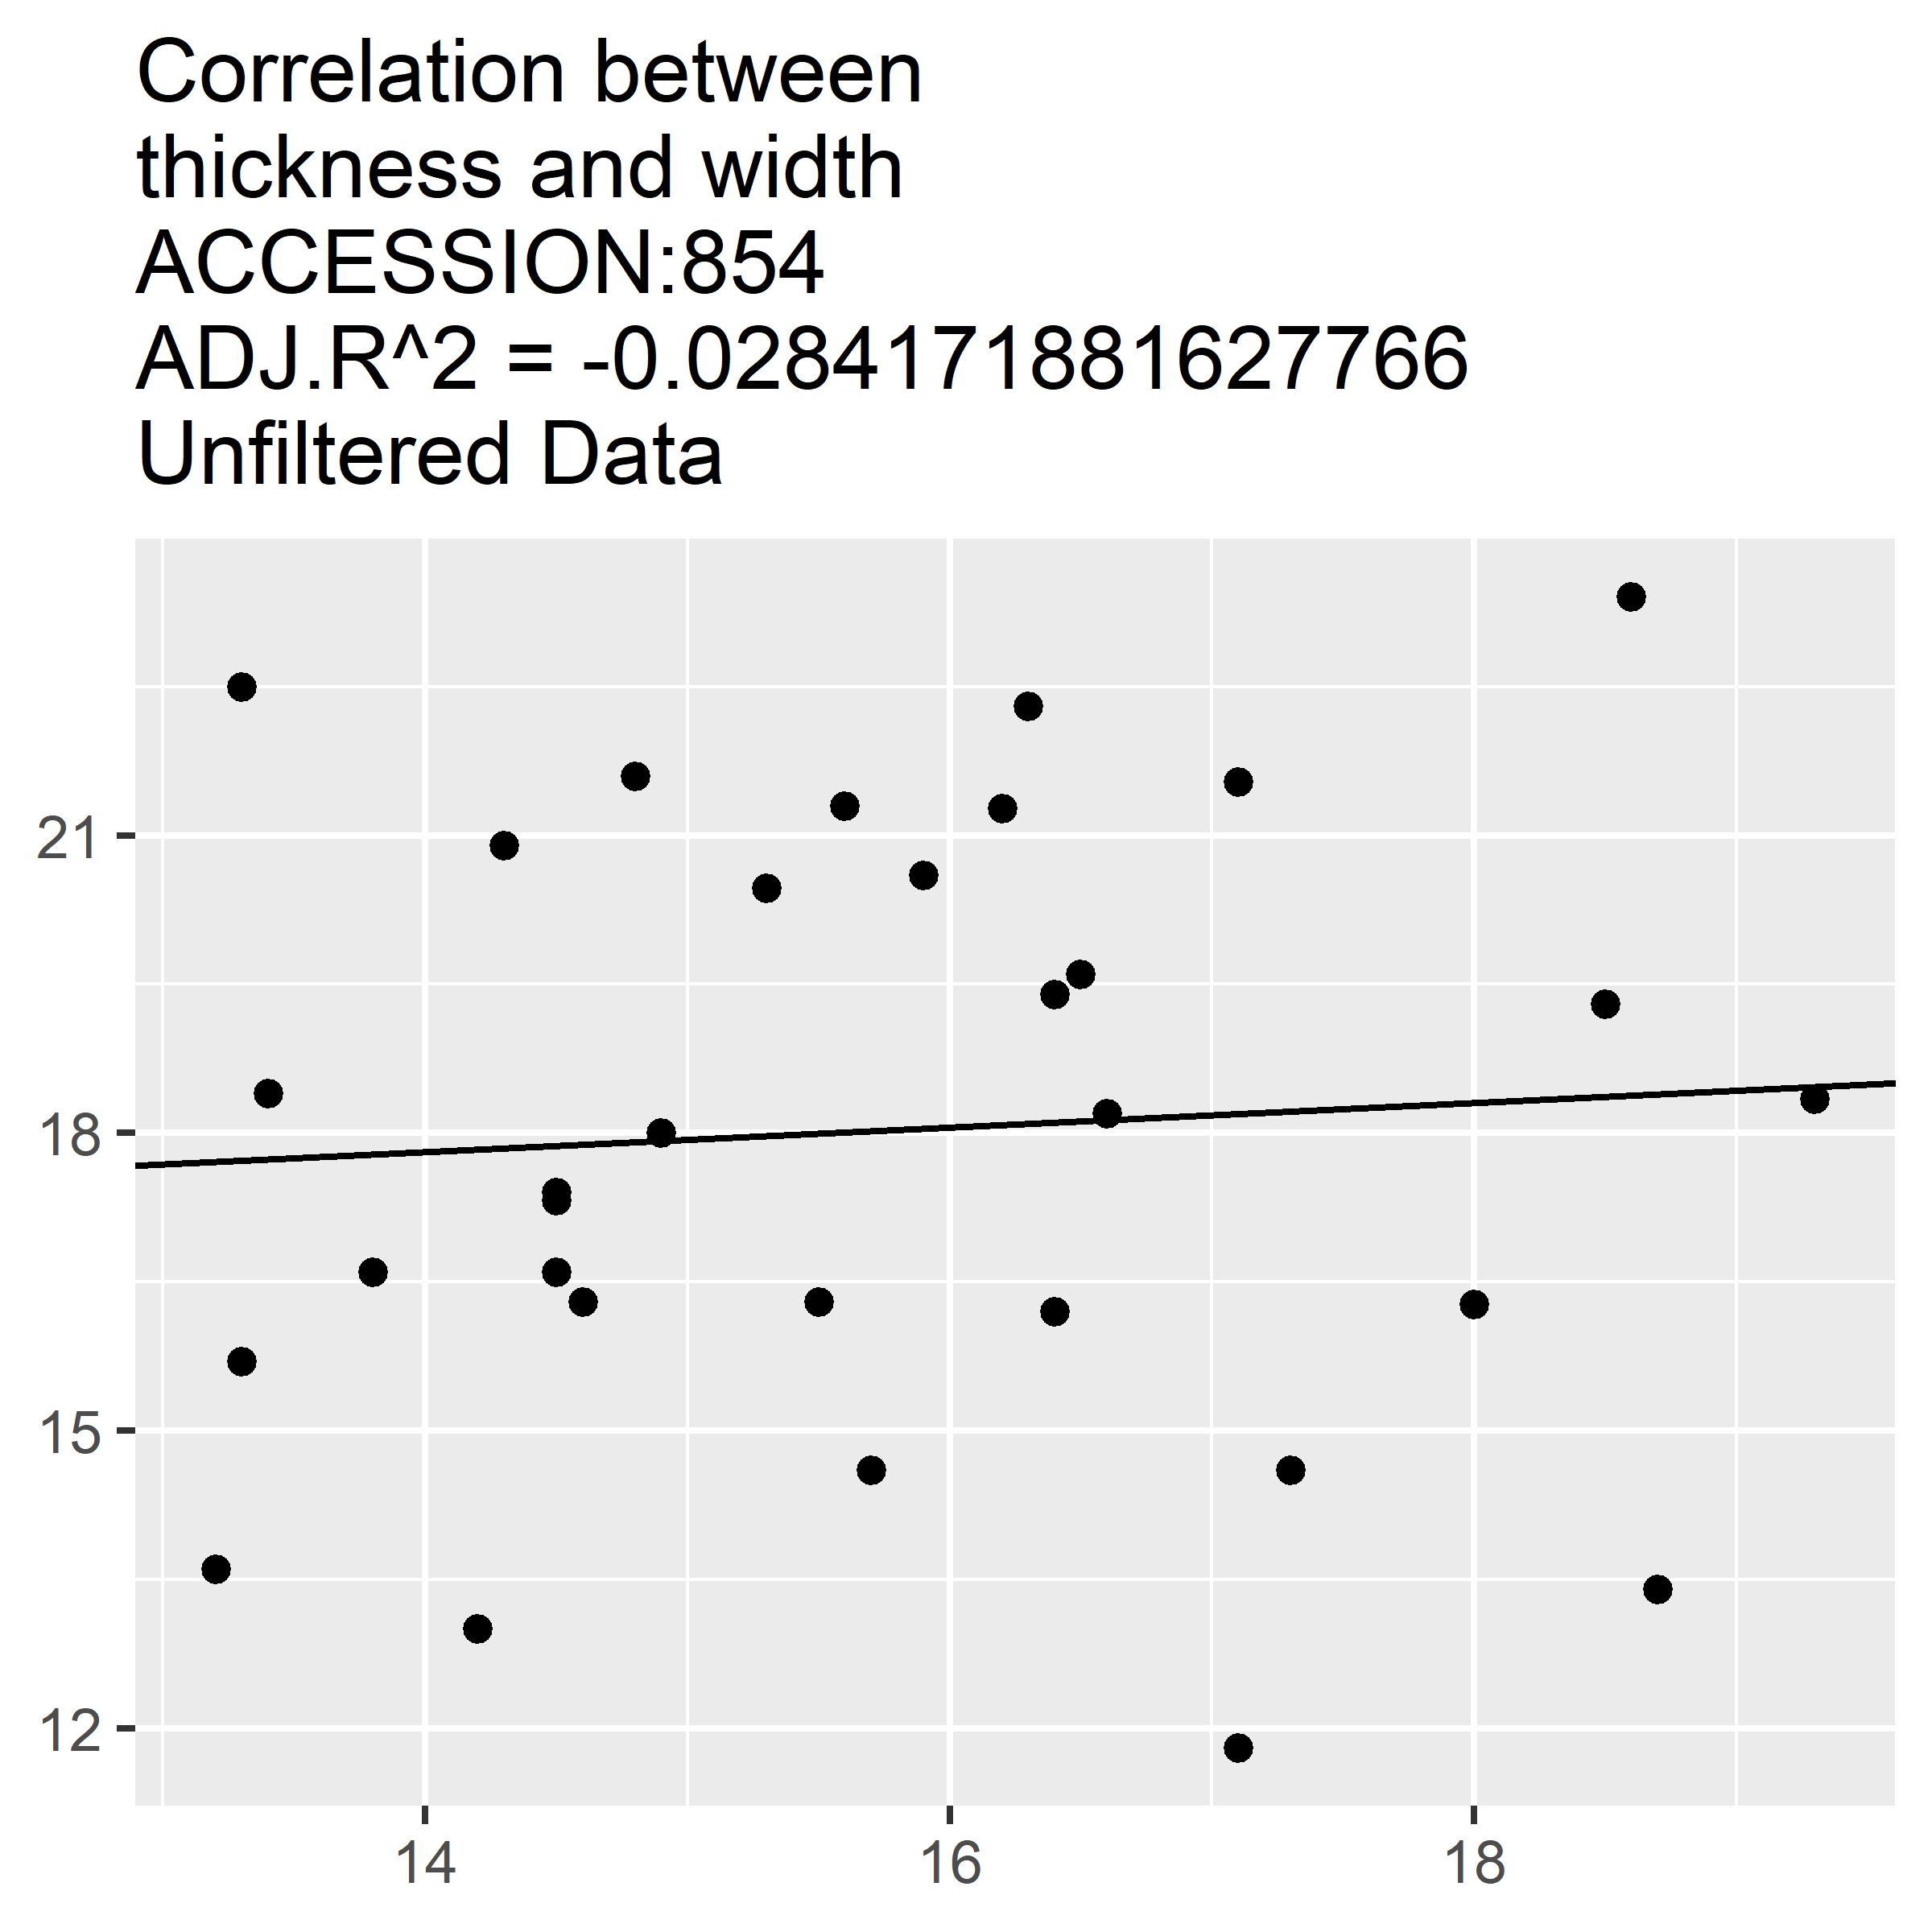 Correlation between
thickness and width
ACCESSION:854
ADJ.R^2 = -0.0284171881627766
Unfiltered Data
21
18
15
12
14 16 18